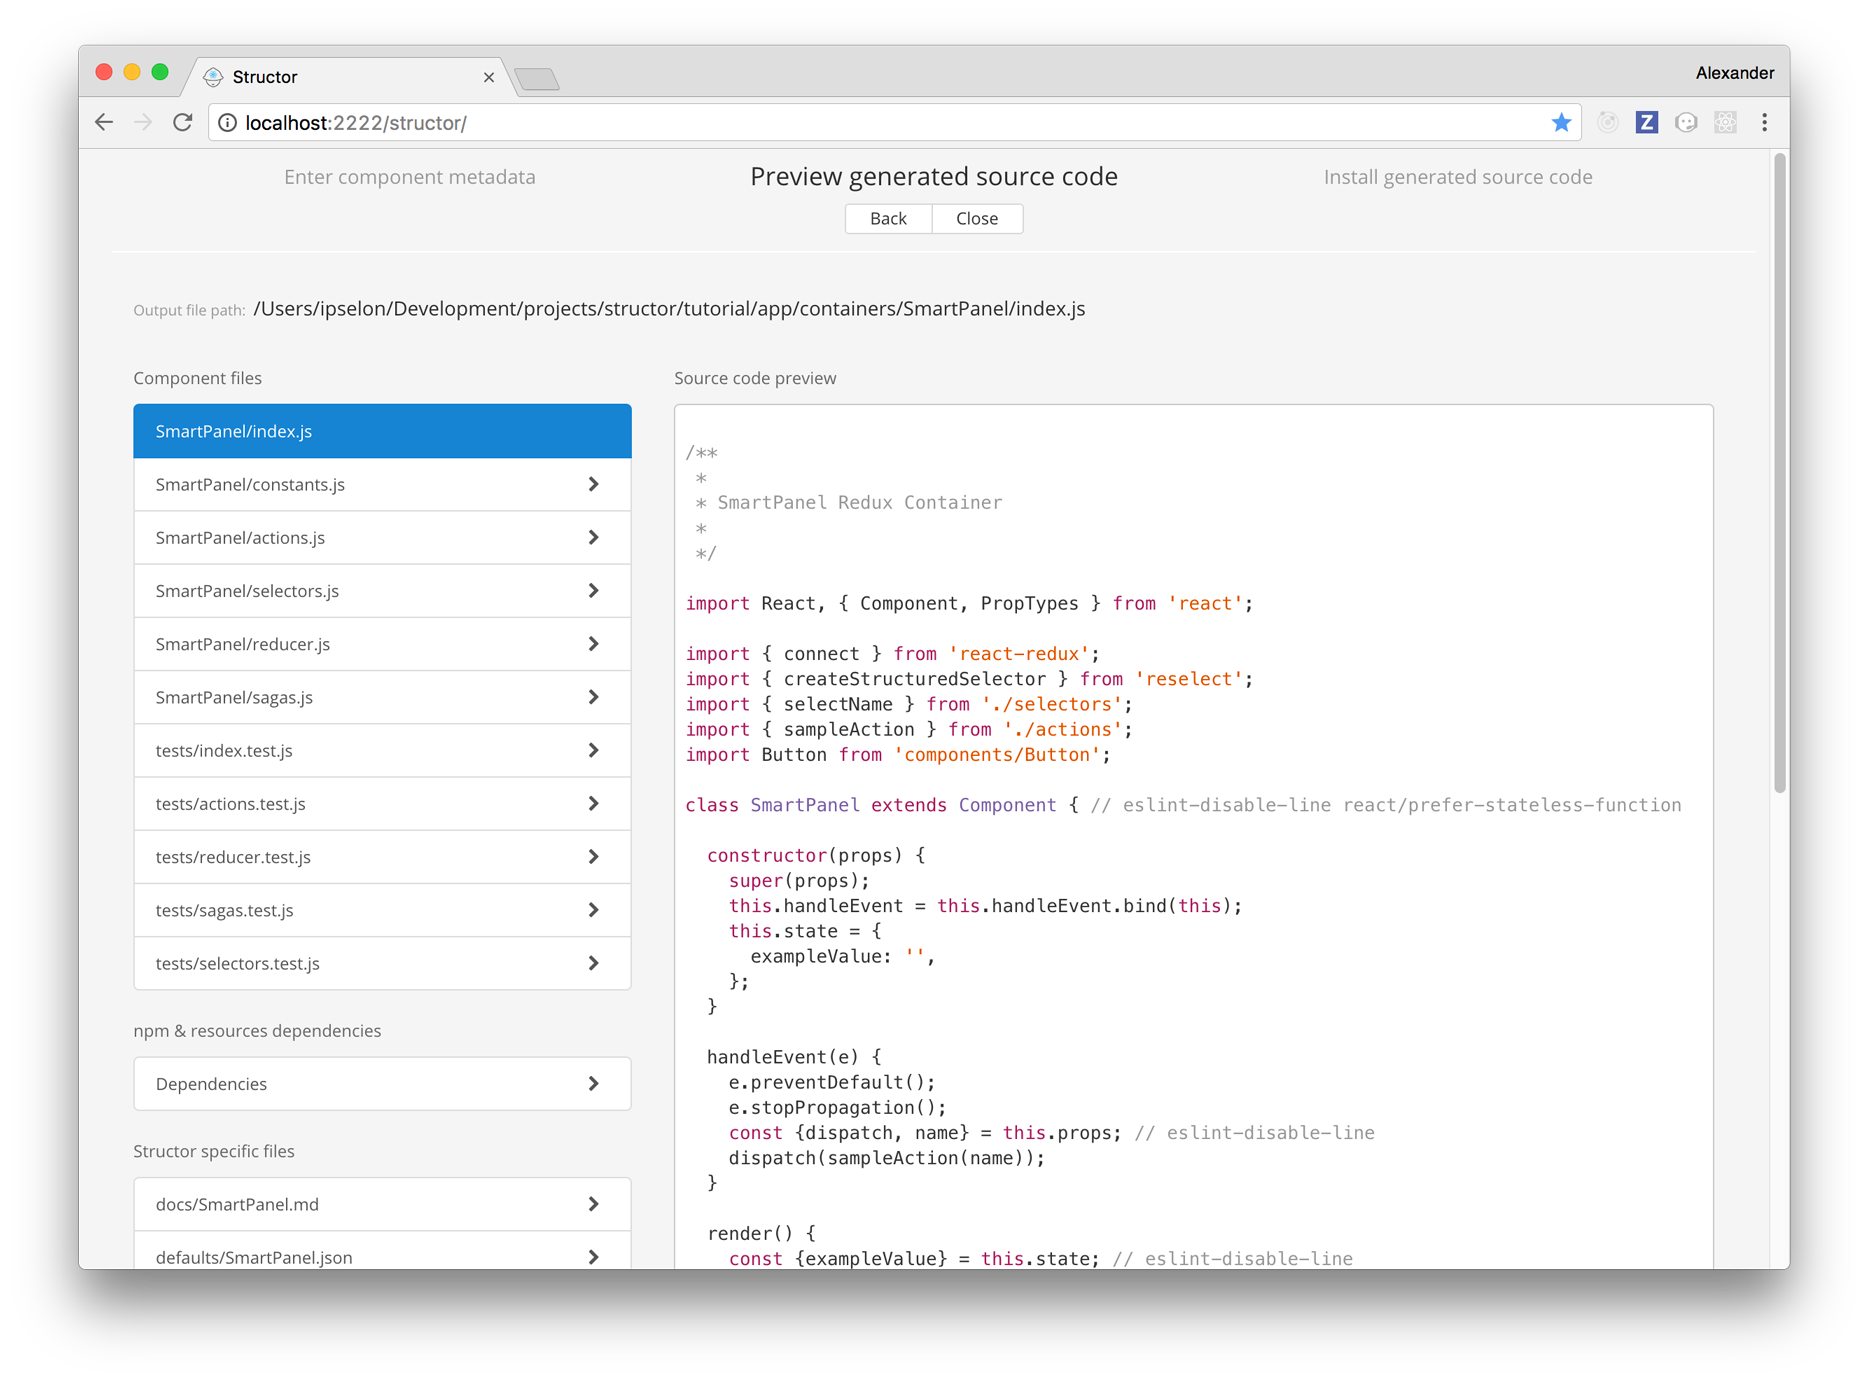 Structor
Alexander
localhost:2222/structor/
Z
Enter component metadata
Preview generated source code
Install generated source code
Back
Close
Output file path: /Users/ipselon/Development/projects/structor/tutorial/app/containers/SmartPanel/index.js
Component files
SmartPanel/index.js
SmartPanel/constants.js
SmartPanel/actions.js
SmartPanel/selectors.js
SmartPanel/reducer.js
SmartPanel/sagas.js
tests/index.test.js
tests/actions.test.js
tests/reducer.test.js
tests/sagas.test.js
tests/selectors.test.js
npm & resources dependencies
Dependencies
Structor specific files
docs/SmartPanel.md
defaults/SmartPanel.json
Source code preview
/**
 *
 * SmartPanel Redux Container
 *
 */
import React, { Component, PropTypes } from 'react';
import { connect } from 'react-redux';
import { createStructuredSelector } from 'reselect';
import { selectName } from './selectors';
import { sampleAction } from './actions';
import Button from 'components/Button';
class SmartPanel extends Component { // eslint-disable-line react/prefer-stateless-function
  constructor(props) {
    super(props);
    this.handleEvent = this.handleEvent.bind(this);
    this.state = {
      exampleValue: '',
    };
  }
  handleEvent(e) {
    e.preventDefault();
    e.stopPropagation();
    const {dispatch, name} = this.props; // eslint-disable-line
    dispatch(sampleAction(name));
  }
  render() {
    const {exampleValue} = this.state; // eslint-disable-line